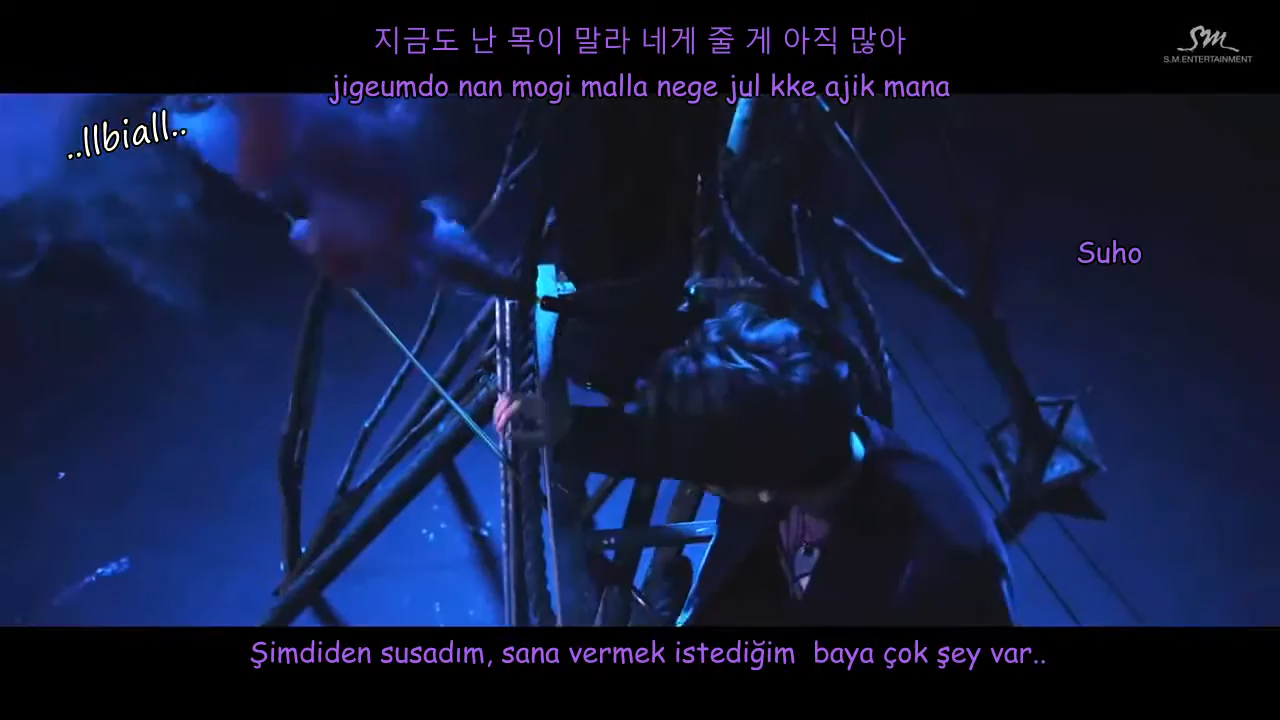 지금도 난 목이 말라 네게 줄 게 아직 많아
SM
S.M.ENTERTAINMENT
jigeumdo nan mogi malla nege jul kke ajik mana
..llbiall..
Suho
Şimdiden susadım, sana vermek istediğim  baya çok şey var..